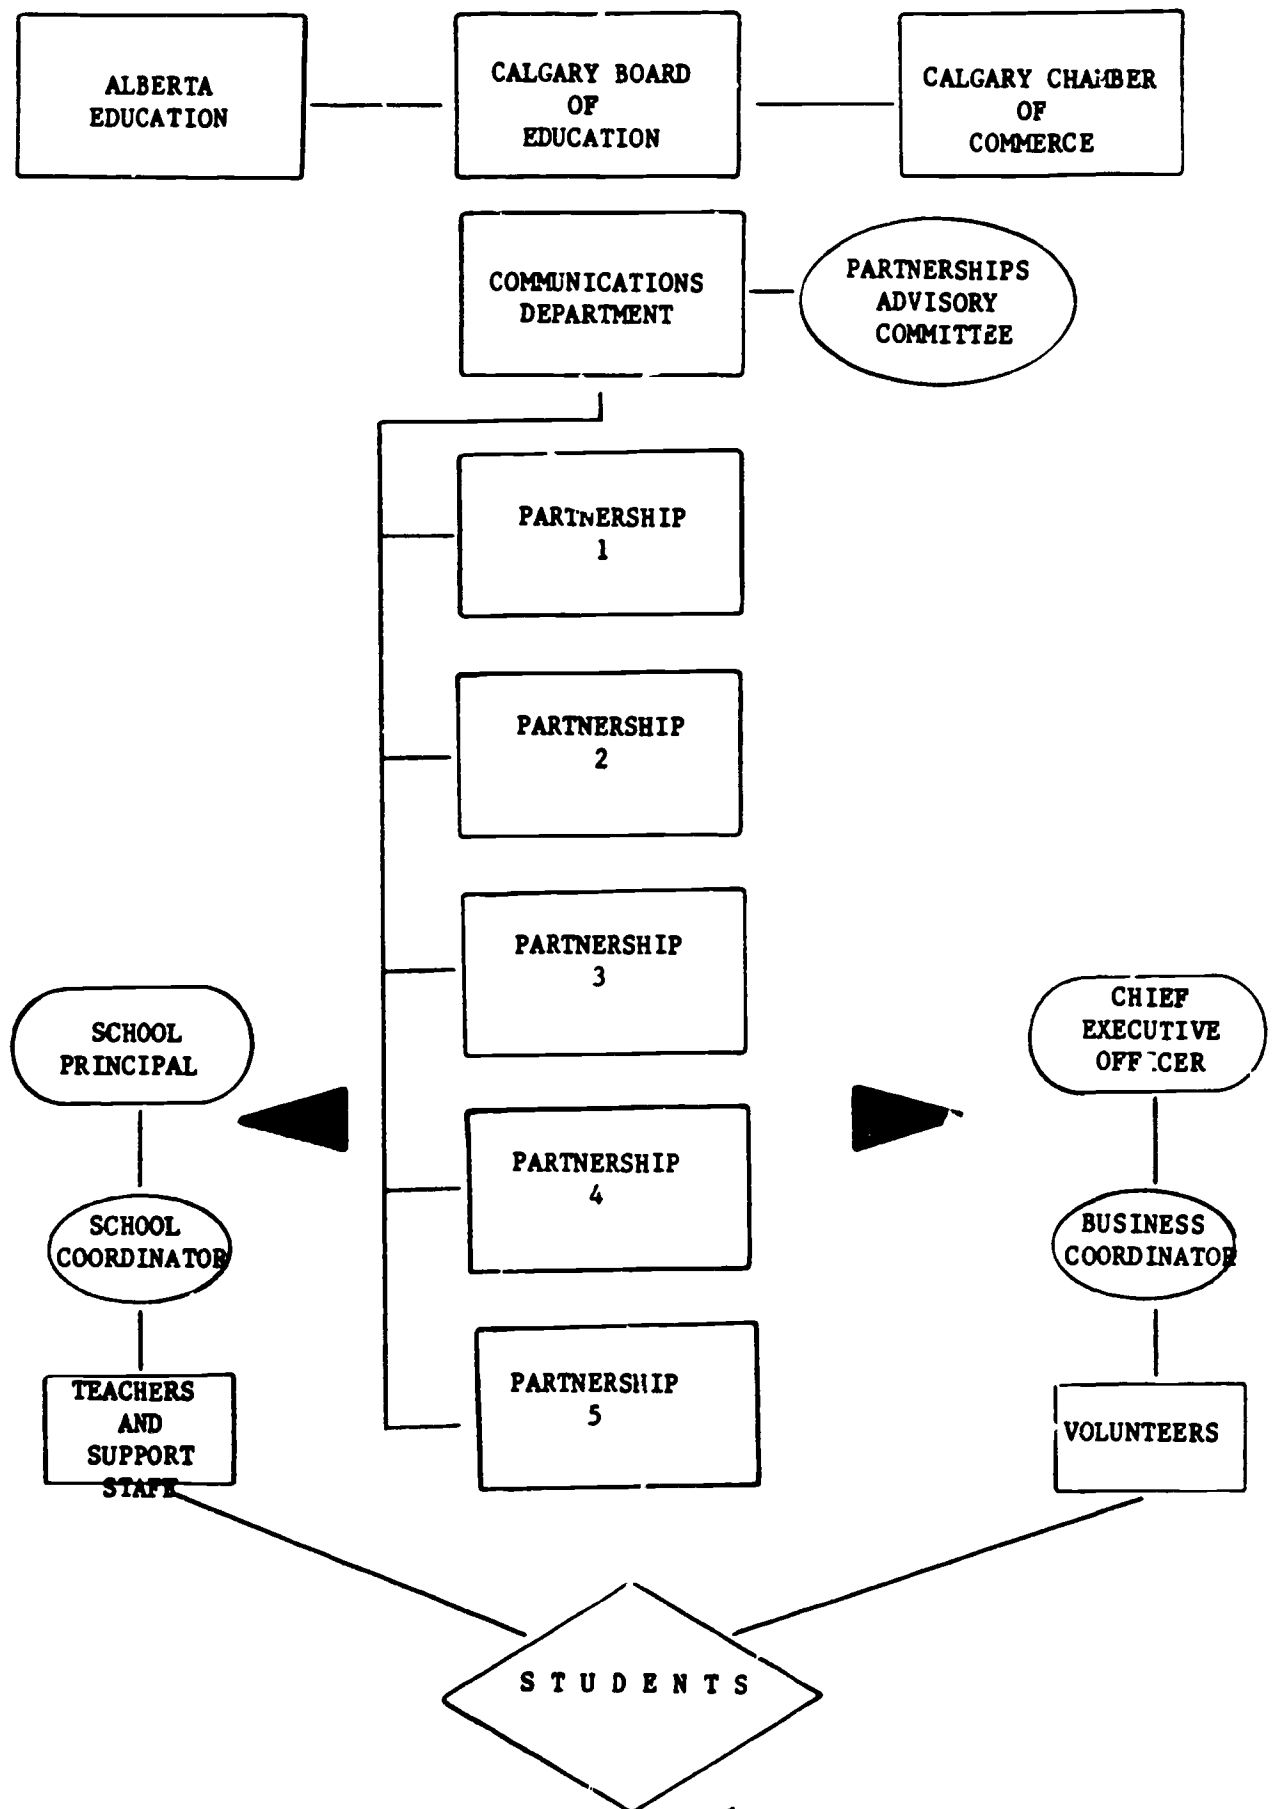 ALBERTA
EDUCATION
CALGARY BOARD
OF
EDUCATION
CALGARY CHAMBER
OF
COMMERCE
COMMUNICATIONS
DEPARTMENT
PARTNERSHIPS
ADVISORY
COMMITTEE
PARTNERSHIP
1
PARTNERSHIP
2
PARTNERSHIP
3
SCHOOL
PRINCIPAL
CHIEF
EXECUTIVE
OFFICER
PARTNERSHIP
4
SCHOOL
COORDINATOR
BUSINESS
COORDINATOR
PARTNERSHIP
5
TEACHERS
AND
SUPPORT
STAFF
VOLUNTEERS
STUDENTS